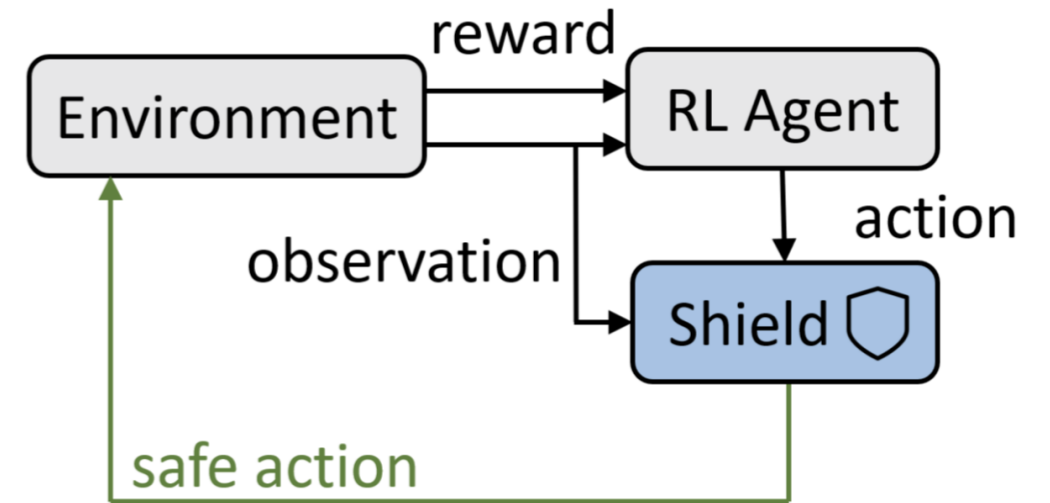 reward
Environment
RL Agent
action
observation
Shield
safe action